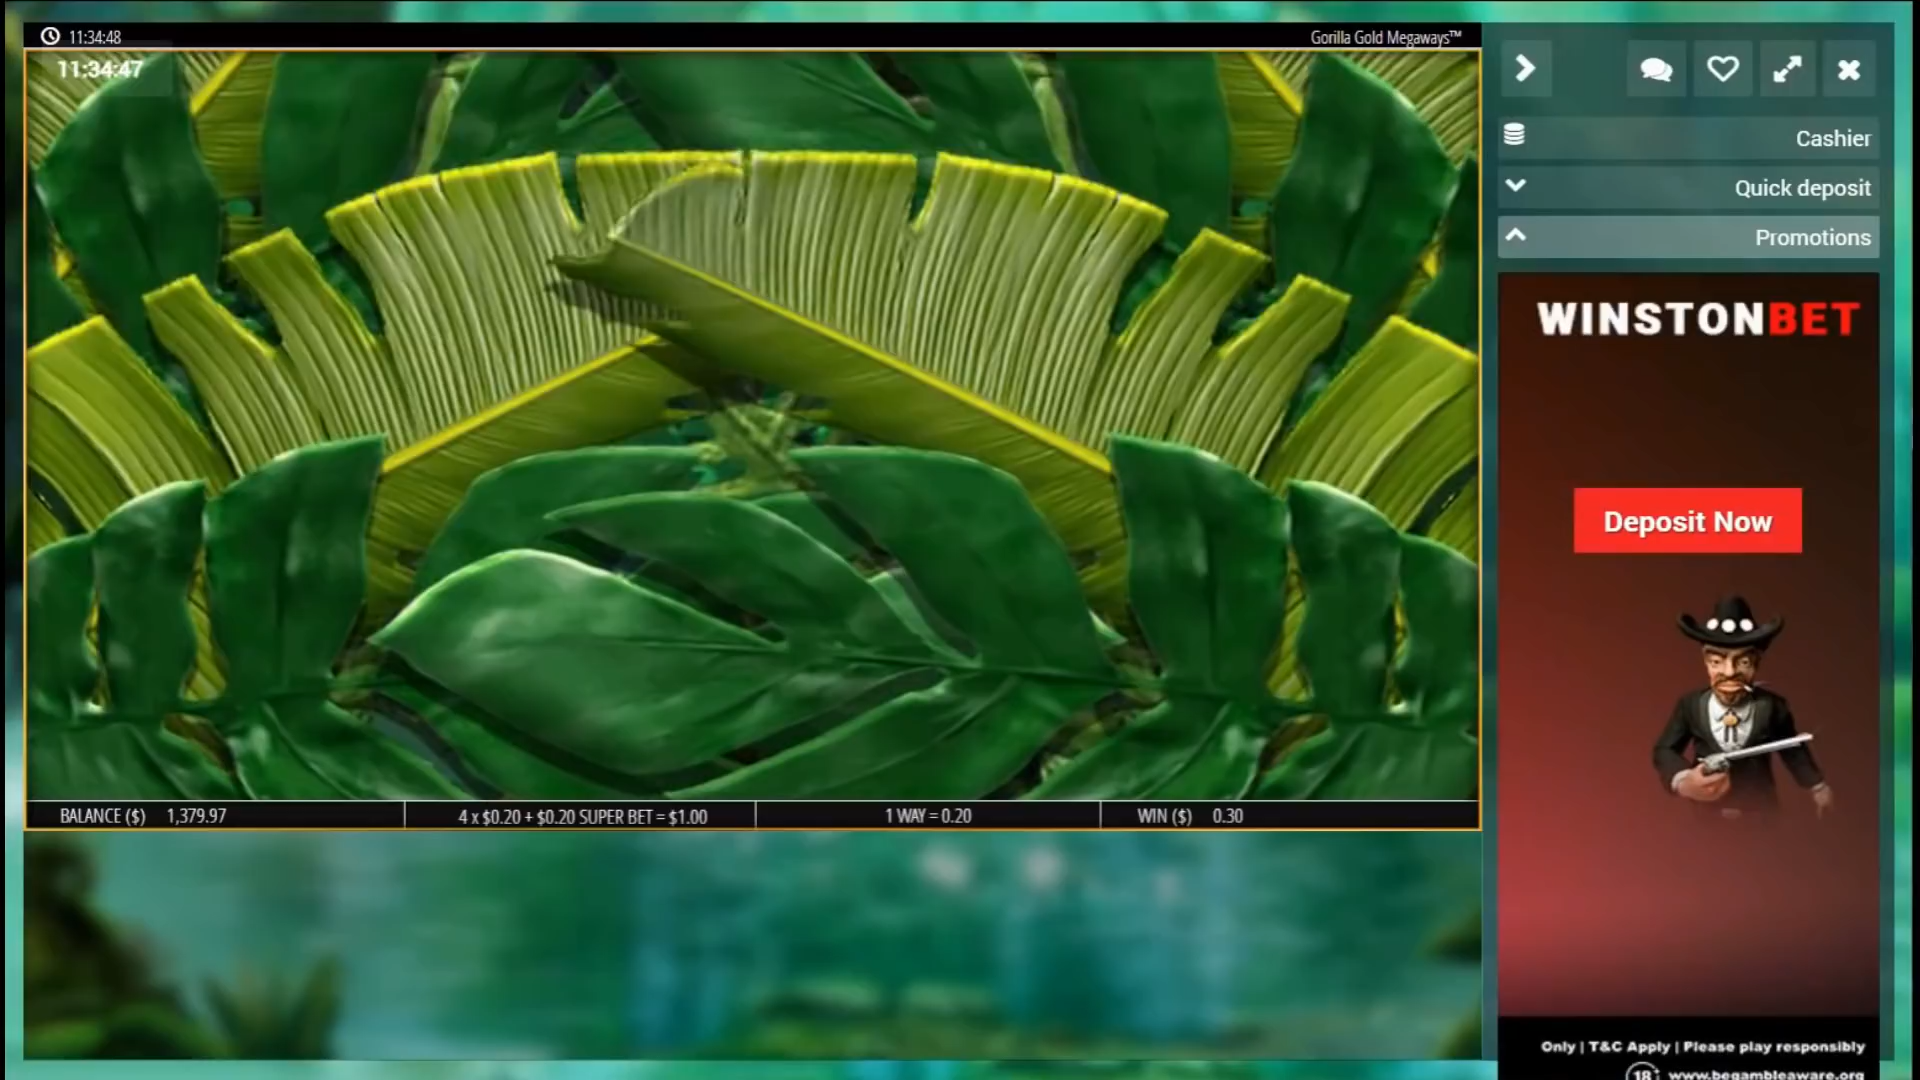 11:34:48
Gorilla Gold Megaways™
11:34:47
Cashier
Quick deposit
Promotions
WINSTONBET
Deposit Now
BALANCE ($) 1,379.97
4 x $0.20 + $0.20 SUPER BET = $1.00
1 WAY = 0.20
WIN ($) 0.30
Only | T&C Apply | Please play responsibly
18+ www.begambleaware.org